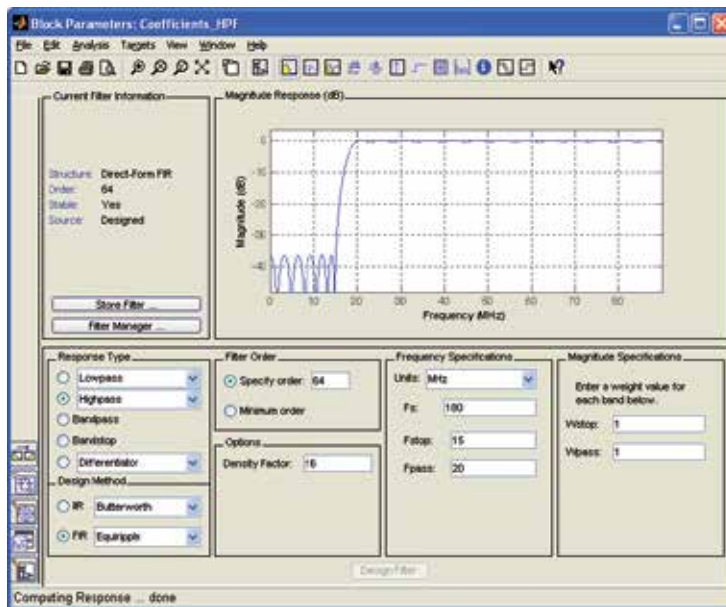 Block Parameters: Coefficients_HPF
File Edit Analysis Targets View Window Help
Current Filter Information
Structure: Direct-Form FIR
Order: 64
Stable: Yes
Source: Designed
Store Filter ...
Filter Manager ...
Magnitude Response (dB)
Magnitude (dB)
0
-10
-20
-30
-40
0 10 20 30 40 50 60 70 80
Frequency (MHz)
Response Type
Lowpass
Highpass
Bandpass
Bandstop
Differentiator
Design Method
IIR Butterworth
FIR Equiripple
Filter Order
Specify order: 64
Minimum order
Options
Density Factor: 16
Frequency Specifications
Units: MHz
Fs: 180
Fstop: 15
Fpass: 20
Magnitude Specifications
Enter a weight value for
each band below.
Wstop: 1
Wpass: 1
Design Filter
Computing Response ... done